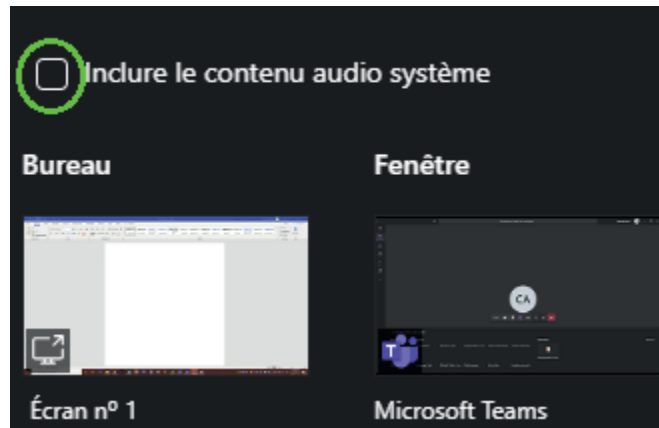 Inclure le contenu audio système
Bureau
Fenêtre
CA
T
Écran nº 1
Microsoft Teams